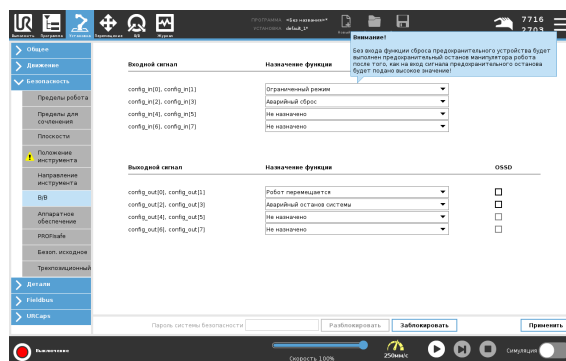 ПРОГРАММА <Без названия>*
УСТАНОВКА default_1*
7716
2703
Программа Установка Перемещение В/В Журнал
Общее
Движение
Безопасность
Пределы робота
Пределы для сочленения
Плоскости
Положение инструмента
Направление инструмента
В/В
Аппаратное обеспечение
PROFIsafe
Безоп. исходное
Трехпозиционный
Детали
Fieldbus
URCaps
Внимание!
Без входа функции сброса предохранительного устройства будет
выполнен предохранительный останов манипулятора робота
после того, как на вход сигнала предохранительного останова
будет подано высокое значение!
Входной сигнал Назначение функции
config_in[0], config_in[1] Ограниченный режим
config_in[2], config_in[3] Аварийный сброс
config_in[4], config_in[5] Не назначено
config_in[6], config_in[7] Не назначено
Выходной сигнал Назначение функции OSSD
config_out[0], config_out[1] Робот перемещается
config_out[2], config_out[3] Аварийный останов системы
config_out[4], config_out[5] Не назначено
config_out[6], config_out[7] Не назначено
Пароль системы безопасности Разблокировать Заблокировать Применить
Выключение
Скорость 100%
250мм/с
Симуляция